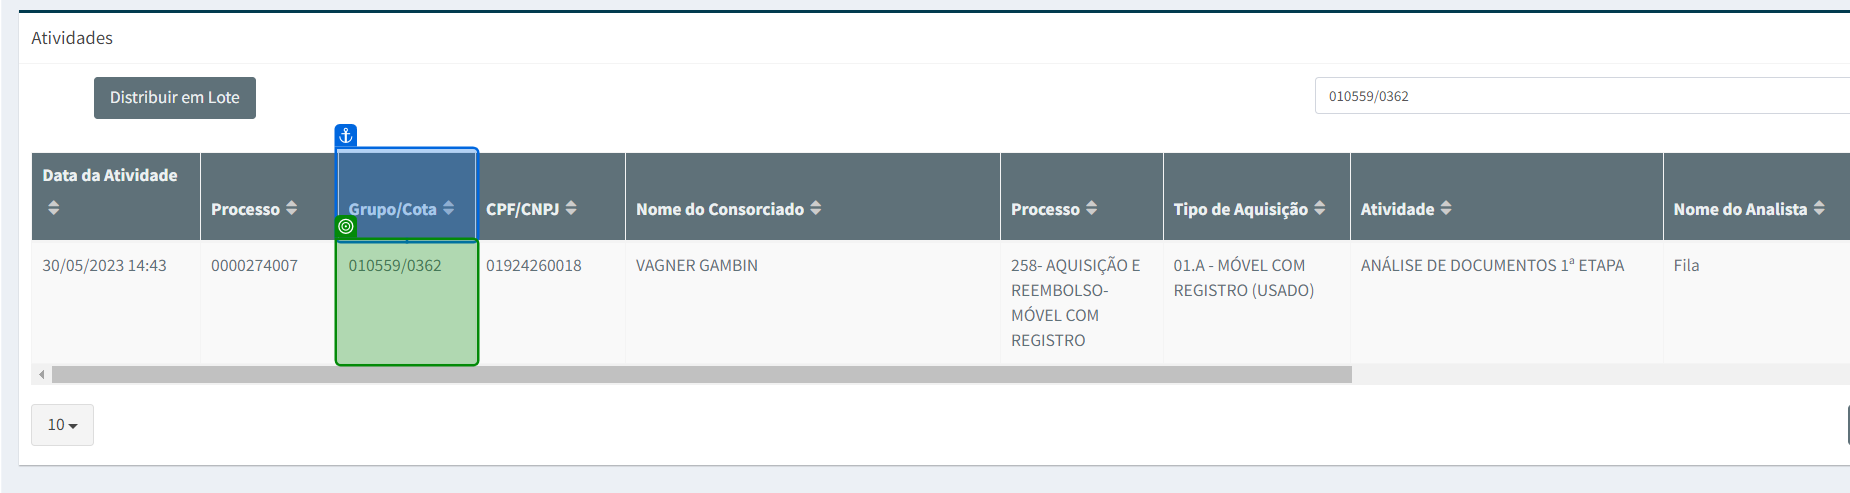 Atividades
Distribuir em Lote
010559/0362
Data da Atividade
Processo
Grupo/Cota
CPF/CNPJ
Nome do Consorciado
Processo
Tipo de Aquisição
Atividade
Nome do Analista
30/05/2023 14:43
0000274007
010559/0362
01924260018
VAGNER GAMBIN
258- AQUISIÇÃO E
REEMBOLSO-
MÓVEL COM
REGISTRO
01.A - MÓVEL COM
REGISTRO (USADO)
ANÁLISE DE DOCUMENTOS 1ª ETAPA
Fila
10